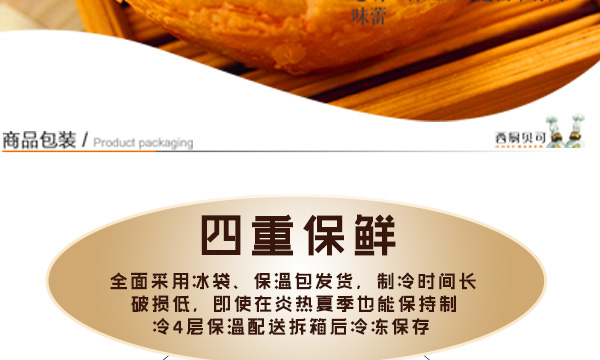 味蕾
商品包装 / Product packaging
西厨贝可
四重保鲜
全面采用冰袋、保温包发货，制冷时间长
破损低，即使在炎热夏季也能保持制
冷4层保温配送拆箱后冷冻保存